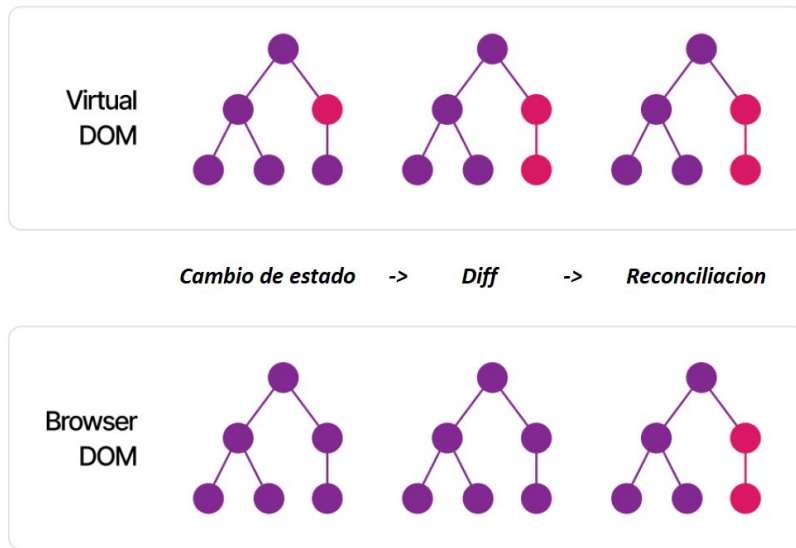 Virtual
DOM
Cambio de estado -> Diff -> Reconciliacion
Browser
DOM